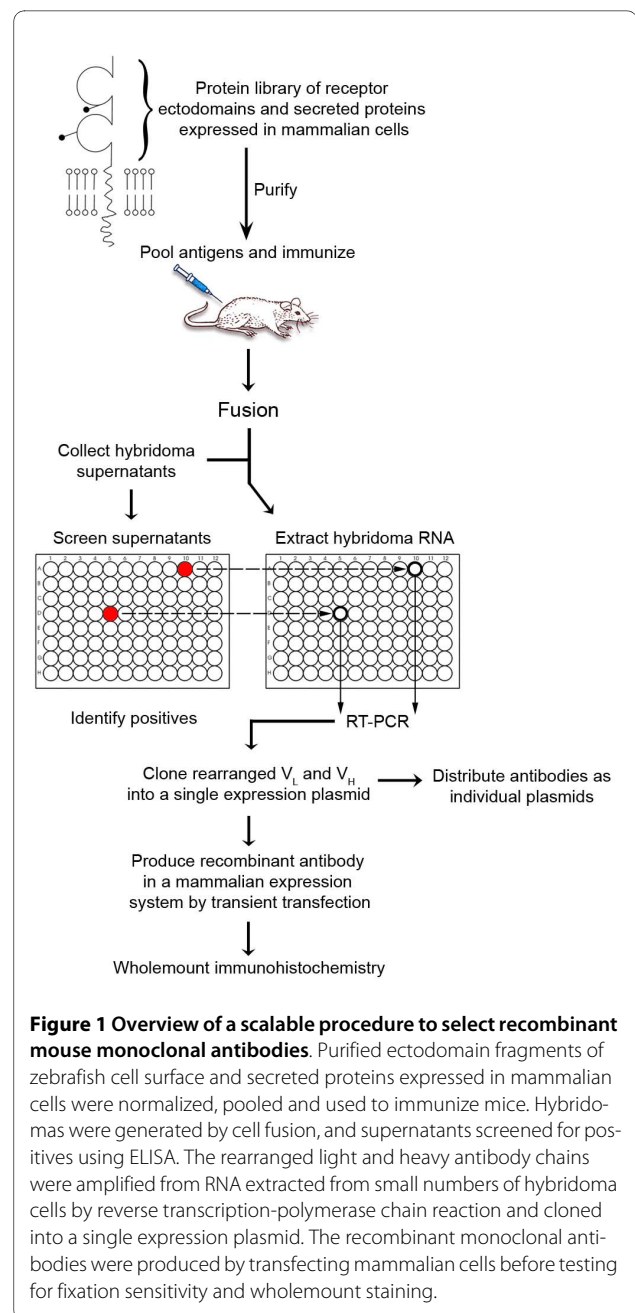 Protein library of receptor
ectodomains and secreted proteins
expressed in mammalian cells
Purify
Pool antigens and immunize
Fusion
Collect hybridoma
supernatants
Screen supernatants
Extract hybridoma RNA
1 2 3 4 5 6 7 8 9 10 11 12
A
B
C
D
E
F
G
H
1 2 3 4 5 6 7 8 9 10 11 12
A
B
C
D
E
F
G
H
Identify positives
RT-PCR
Clone rearranged VL and VH
into a single expression plasmid
Distribute antibodies as
individual plasmids
Produce recombinant antibody
in a mammalian expression
system by transient transfection
Wholemount immunohistochemistry
Figure 1 Overview of a scalable procedure to select recombinant
mouse monoclonal antibodies. Purified ectodomain fragments of
zebrafish cell surface and secreted proteins expressed in mammalian
cells were normalized, pooled and used to immunize mice. Hybrido-
mas were generated by cell fusion, and supernatants screened for pos-
itives using ELISA. The rearranged light and heavy antibody chains
were amplified from RNA extracted from small numbers of hybridoma
cells by reverse transcription-polymerase chain reaction and cloned
into a single expression plasmid. The recombinant monoclonal anti-
bodies were produced by transfecting mammalian cells before testing
for fixation sensitivity and wholemount staining.